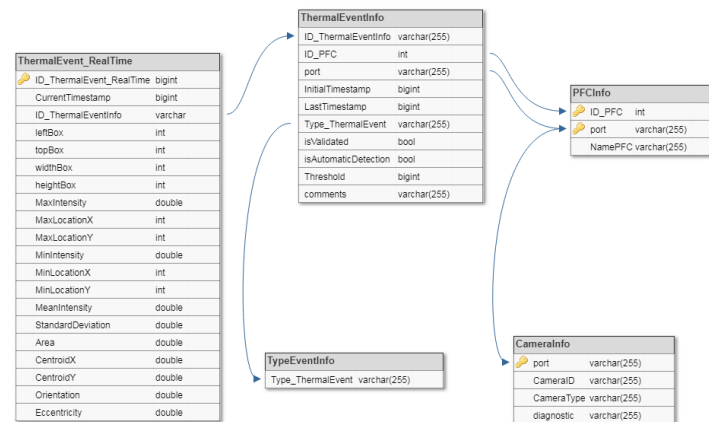 ThermalEventInfo
ID_ThermalEventInfo varchar(255)
ID_PFC int
port varchar(255)
InitialTimestamp bigint
LastTimestamp bigint
Type_ThermalEvent varchar(255)
isValidated bool
isAutomaticDetection bool
Threshold bigint
comments varchar(255)
ThermalEvent_RealTime
ID_ThermalEvent_RealTime bigint
CurrentTimestamp bigint
ID_ThermalEventInfo varchar
leftBox int
topBox int
widthBox int
heightBox int
MaxIntensity double
MaxLocationX int
MaxLocationY int
MinIntensity double
MinLocationX int
MinLocationY int
MeanIntensity double
StandardDeviation double
Area double
CentroidX double
CentroidY double
Orientation double
Eccentricity double
PFCInfo
ID_PFC int
port varchar(255)
NamePFC varchar(255)
TypeEventInfo
Type_ThermalEvent varchar(255)
CameraInfo
port varchar(255)
CameraID varchar(255)
CameraType varchar(255)
diagnostic varchar(255)